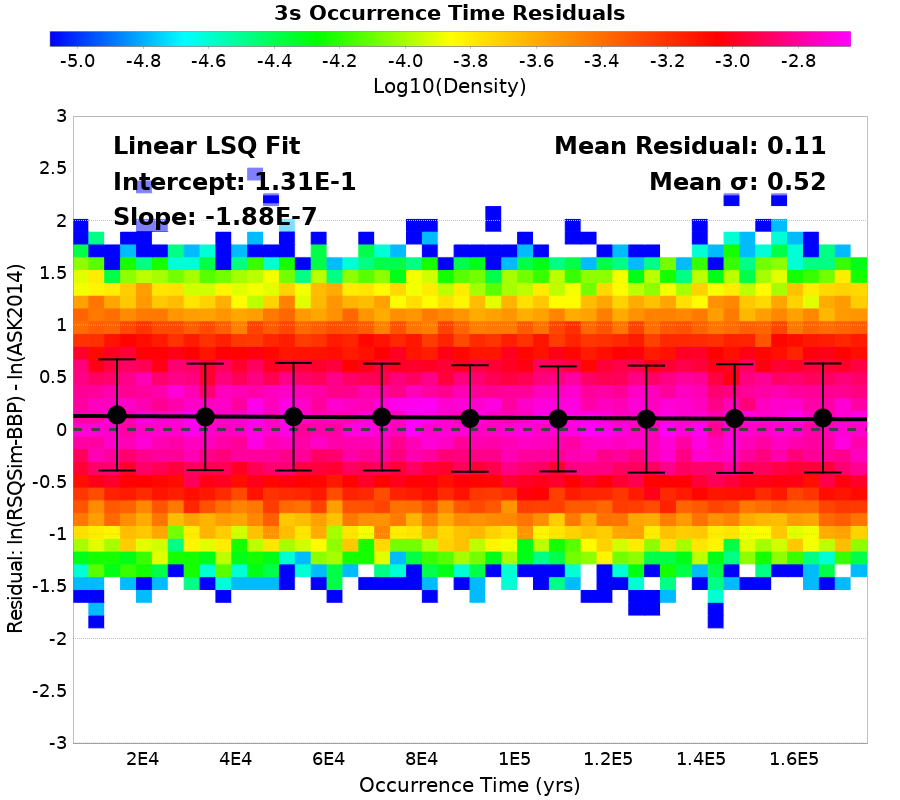 3s Occurrence Time Residuals
-5.0 -4.8 -4.6 -4.4 -4.2 -4.0 -3.8 -3.6 -3.4 -3.2 -3.0 -2.8
Log10(Density)
Linear LSQ Fit
Intercept: 1.31E-1
Slope: -1.88E-7
Mean Residual: 0.11
Mean σ: 0.52
Residual: ln(RSQSim-BBP) - ln(ASK2014)
3
2.5
2
1.5
1
0.5
0
-0.5
-1
-1.5
-2
-2.5
-3
2E4 4E4 6E4 8E4 1E5 1.2E5 1.4E5 1.6E5
Occurrence Time (yrs)